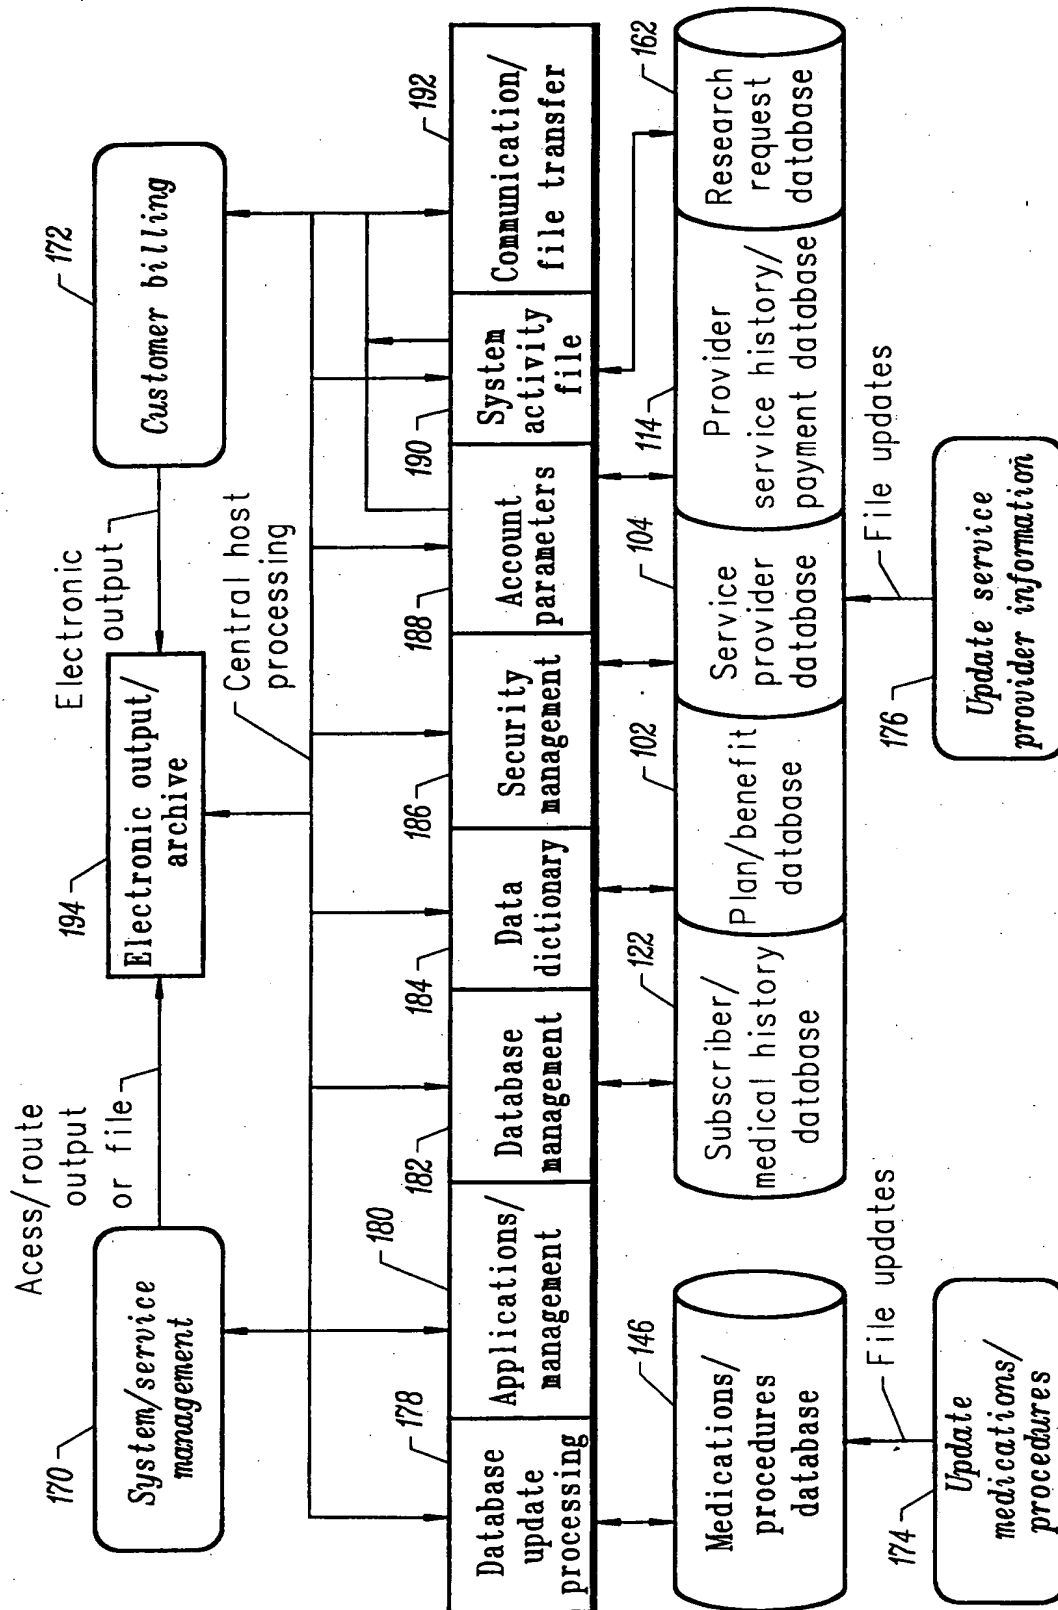 170
System/service
management
Acess/route
output
or file
194
Electronic output/
archive
Electronic
output
172
Customer billing
Central host
processing
178
Database
update
processing
180
Applications/
management
182
Database
management
184
Data
dictionary
186
Security
management
188
Account
parameters
190
System
activity
file
192
Communication/
file transfer
146
Medications/
procedures
database
122
Subscriber/
medical history
database
102
Plan/benefit
database
104
Service
provider
database
114
Provider
service history/
payment database
162
Research
request
database
File updates
174
Update
medications/
procedures
File updates
176
Update service
provider information